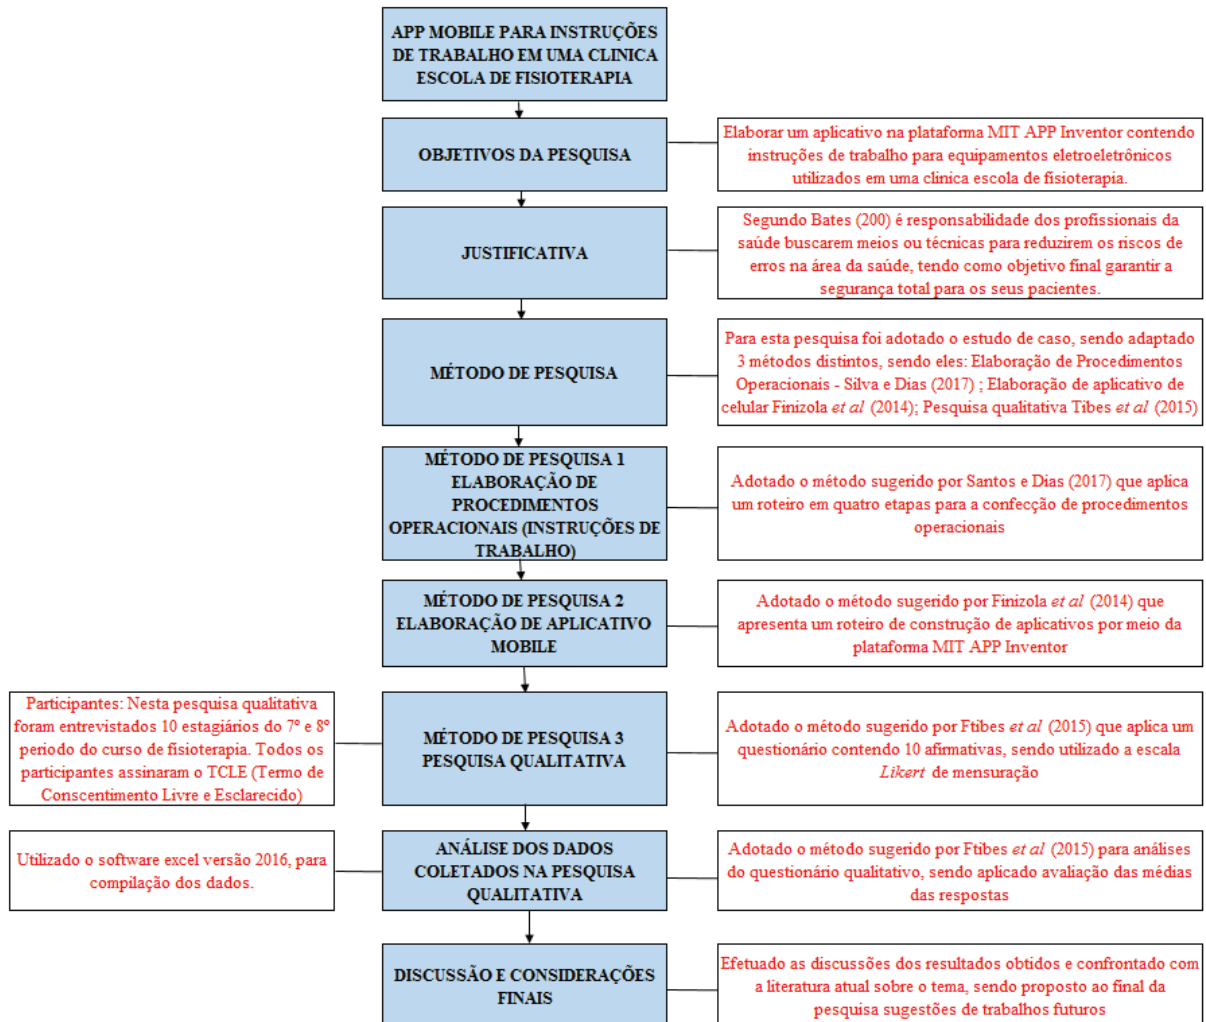 APP MOBILE PARA INSTRUÇÕES
DE TRABALHO EM UMA CLINICA
ESCOLA DE FISIOTERAPIA
OBJETIVOS DA PESQUISA
Elaborar um aplicativo na plataforma MIT APP Inventor contendo
instruções de trabalho para equipamentos eletroeletrônicos
utilizados em uma clinica escola de fisioterapia.
JUSTIFICATIVA
Segundo Bates (200) é responsabilidade dos profissionais da
saúde buscarem meios ou técnicas para reduzirem os riscos de
erros na área da saúde, tendo como objetivo final garantir a
segurança total para os seus pacientes.
MÉTODO DE PESQUISA
Para esta pesquisa foi adotado o estudo de caso, sendo adaptado
3 métodos distintos, sendo eles: Elaboração de Procedimentos
Operacionais - Silva e Dias (2017) ; Elaboração de aplicativo de
celular Finizola et al (2014); Pesquisa qualitativa Tibes et al (2015)
MÉTODO DE PESQUISA 1
ELABORAÇÃO DE
PROCEDIMENTOS
OPERACIONAIS (INSTRUÇÕES DE
TRABALHO)
Adotado o método sugerido por Santos e Dias (2017) que aplica
um roteiro em quatro etapas para a confecção de procedimentos
operacionais
MÉTODO DE PESQUISA 2
ELABORAÇÃO DE APLICATIVO
MOBILE
Adotado o método sugerido por Finizola et al (2014) que
apresenta um roteiro de construção de aplicativos por meio da
plataforma MIT APP Inventor
Participantes: Nesta pesquisa qualitativa
foram entrevistados 10 estagiários do 7º e 8º
periodo do curso de fisioterapia. Todos os
participantes assinaram o TCLE (Termo de
Conscentimento Livre e Esclarecido)
MÉTODO DE PESQUISA 3
PESQUISA QUALITATIVA
Adotado o método sugerido por Ftibes et al (2015) que aplica um
questionário contendo 10 afirmativas, sendo utilizado a escala
Likert de mensuração
Utilizado o software excel versão 2016, para
compilação dos dados.
ANÁLISE DOS DADOS
COLETADOS NA PESQUISA
QUALITATIVA
Adotado o método sugerido por Ftibes et al (2015) para análises
do questionário qualitativo, sendo aplicado avaliação das médias
das respostas
DISCUSSÃO E CONSIDERAÇÕES
FINAIS
Efetuado as discussões dos resultados obtidos e confrontado com
a literatura atual sobre o tema, sendo proposto ao final da
pesquisa sugestões de trabalhos futuros